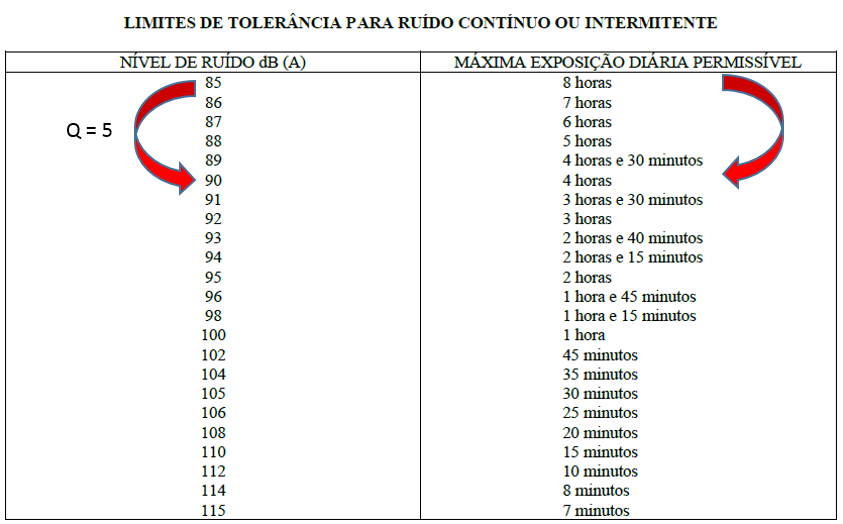 LIMITES DE TOLERÂNCIA PARA RUÍDO CONTÍNUO OU INTERMITENTE
NÍVEL DE RUÍDO dB (A) MÁXIMA EXPOSIÇÃO DIÁRIA PERMISSÍVEL
85 8 horas
86 7 horas
87 6 horas
Q = 5
88 5 horas
89 4 horas e 30 minutos
90 4 horas
91 3 horas e 30 minutos
92 3 horas
93 2 horas e 40 minutos
94 2 horas e 15 minutos
95 2 horas
96 1 hora e 45 minutos
98 1 hora e 15 minutos
100 1 hora
102 45 minutos
104 35 minutos
105 30 minutos
106 25 minutos
108 20 minutos
110 15 minutos
112 10 minutos
114 8 minutos
115 7 minutos